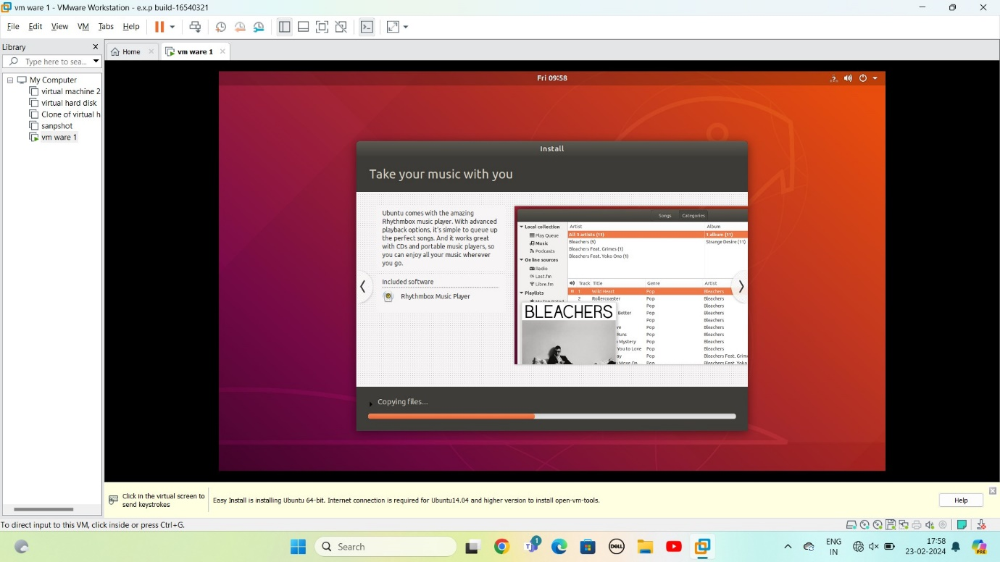 vm ware 1 - VMware Workstation - e.x.p build-16540321
File Edit View VM Tabs Help
Library
Type here to sea...
Home
vm ware 1
My Computer
virtual machine 2
virtual hard disk
Clone of virtual h
sanpshot
vm ware 1
Fri 09:58
Install
Take your music with you
Ubuntu comes with the amazing
Rhythmbox music player. With advanced
playback options, it's simple to queue up
the perfect songs. And it works great
with CDs and portable music players, so
you can enjoy all your music wherever
you go.
Included software
Rhythmbox Music Player
Songs Categories
Local collection
Play Queue
Music
Podcasts
Online sources
Radio
Last.fm
Libre.fm
Playlists
My Top Rated
Artist Album
All 3 artists (11) 1 album (11)
Bleachers (9) Strange Desire (11)
Bleachers Feat. Grimes (1)
Bleachers Feat. Yoko Ono (1)
Track Title Genre Artist
1 Wild Heart Pop Bleachers
2 Rollercoaster Pop Bleachers
Pop Bleachers
Better Pop Bleachers
Pop Bleachers
ve Pop Bleachers
Runs Pop Bleachers
Mystery Pop Bleachers
You to Love Pop Bleachers
ay Pop Bleachers Feat. Grim
Move On Pop Bleachers Feat. Yoko
BLEACHERS
Copying files...
Click in the virtual screen to
send keystrokes
Easy Install is installing Ubuntu 64-bit. Internet connection is required for Ubuntu14.04 and higher version to install open-vm-tools.
Help
To direct input to this VM, click inside or press Ctrl+G.
Search
1
DELL
ENG
IN
17:58
23-02-2024
PRE